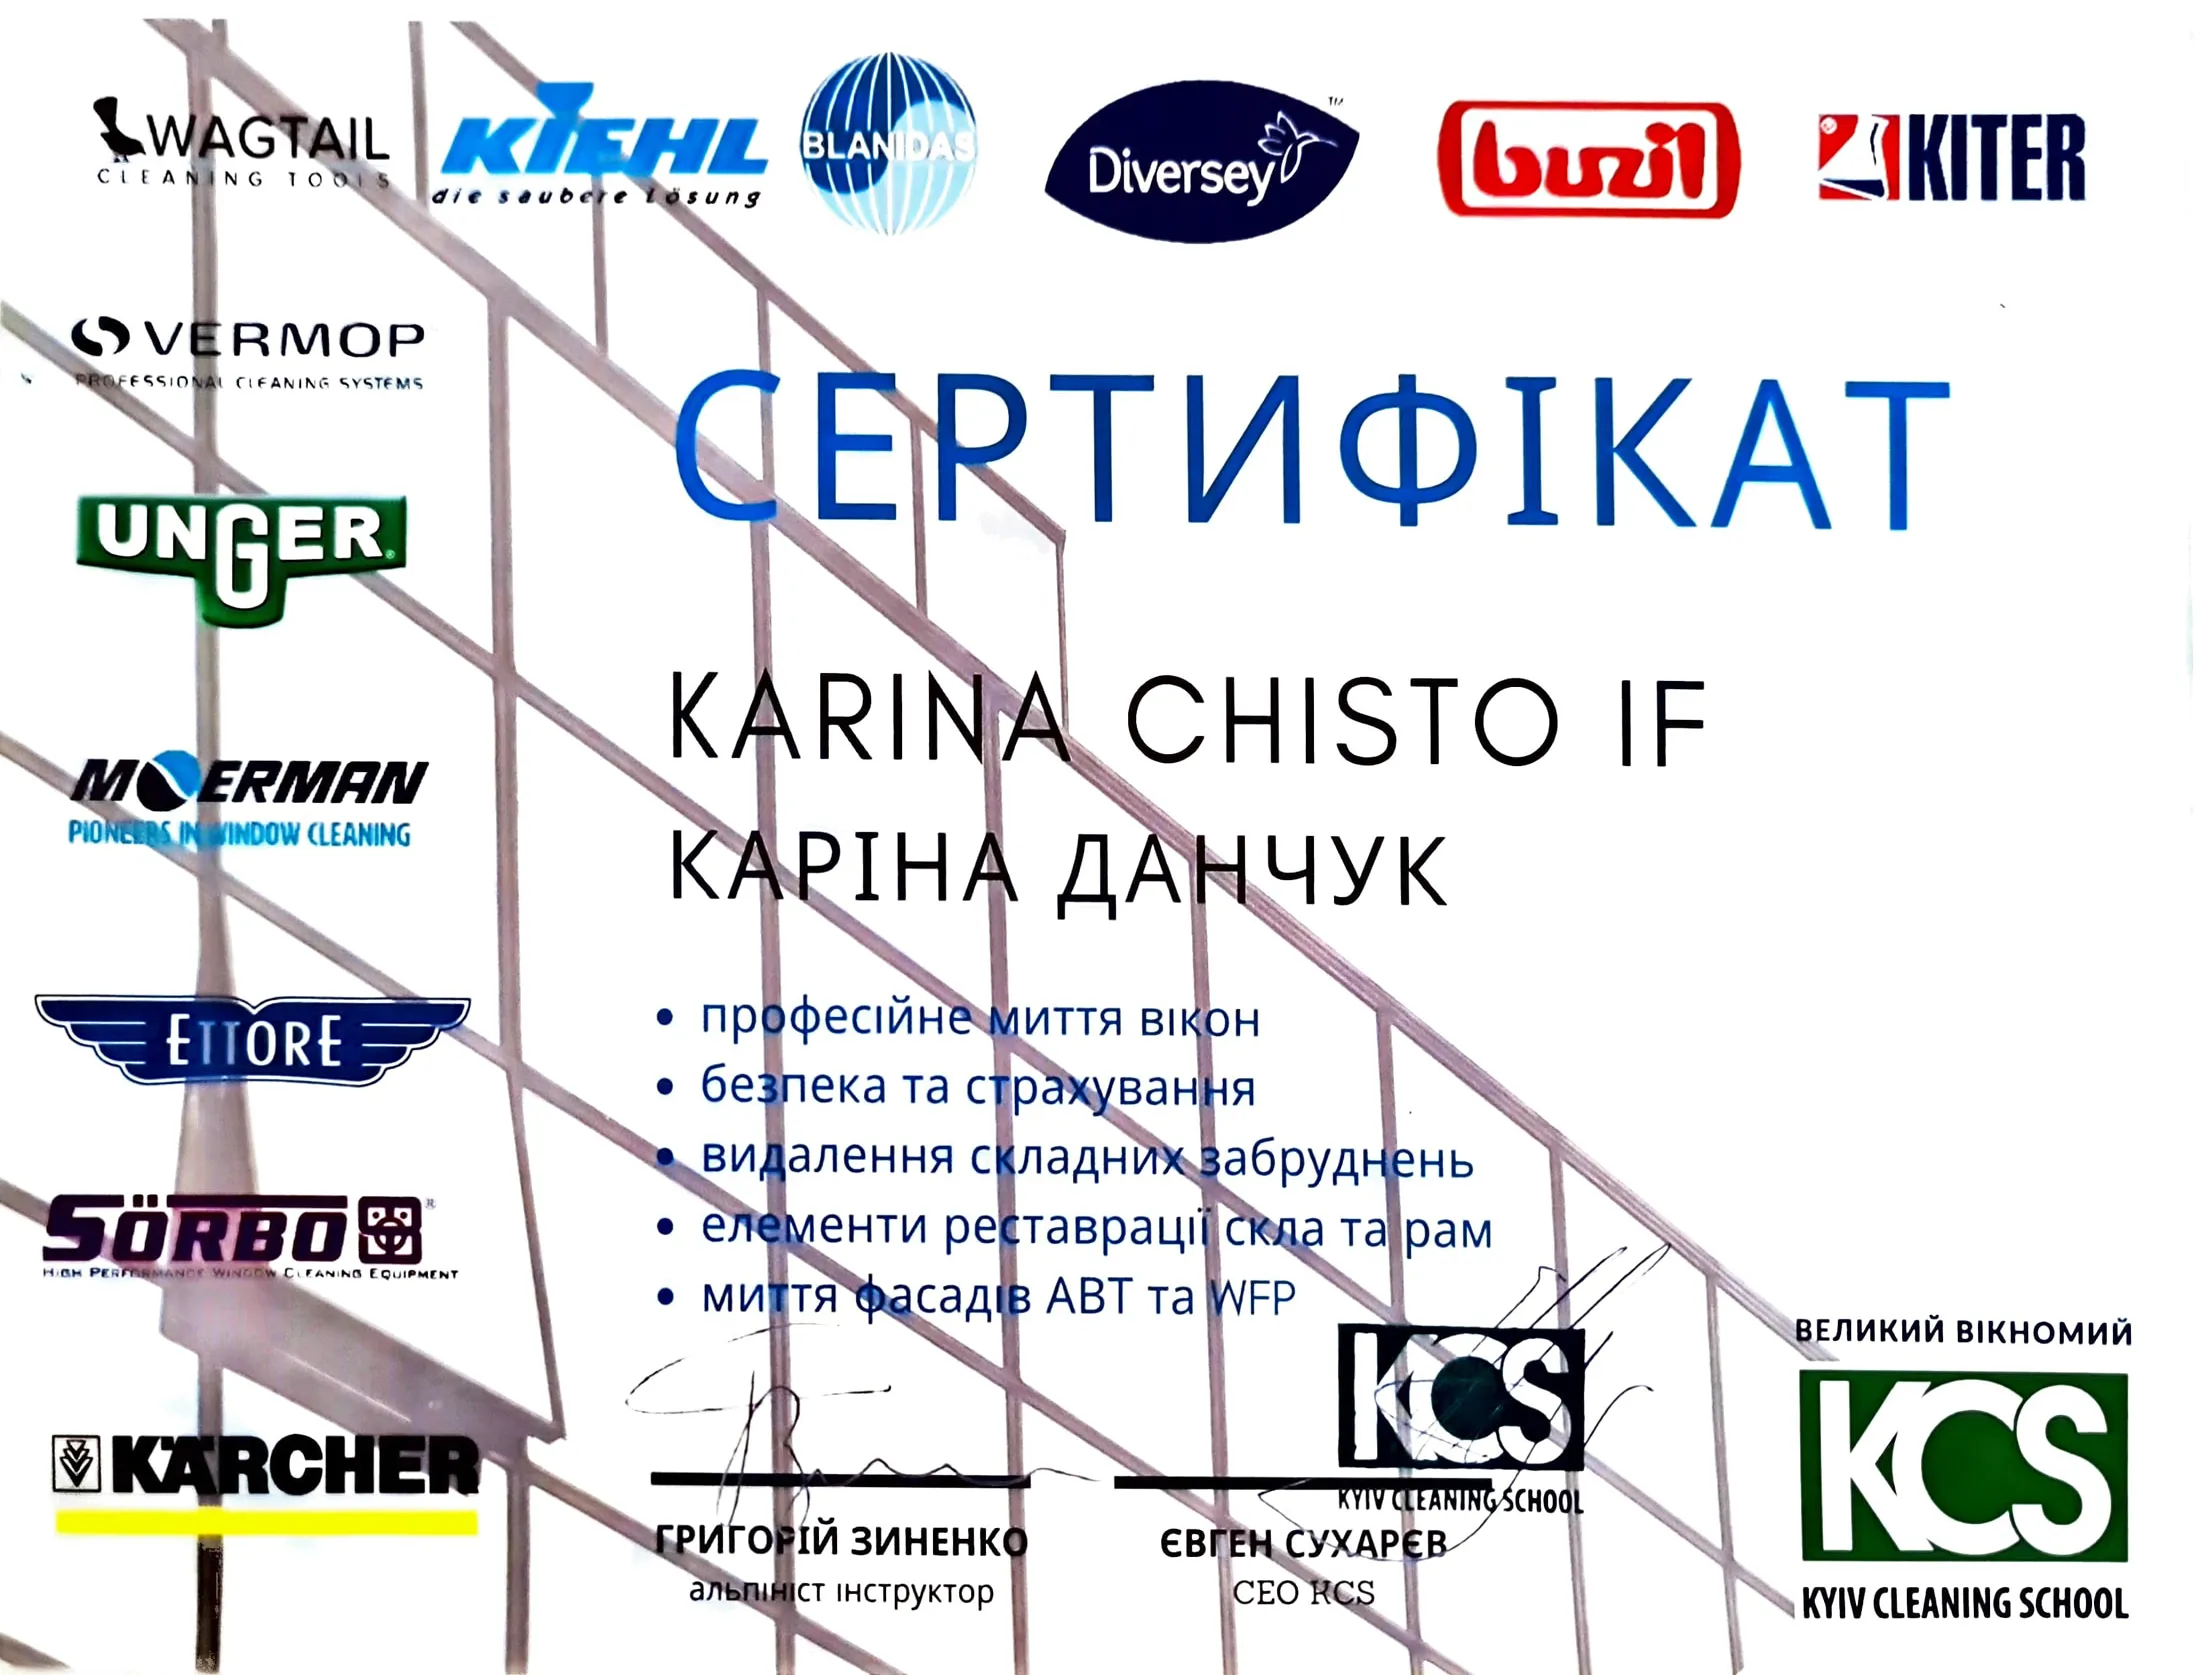 WAGTAIL
CLEANING TOOLS
KIEHL
die saubere Lösung
BLANIDAS
Diversey™
buzil
KITER
VERMOP
PROFESSIONAL CLEANING SYSTEMS
UNGER®
MOERMAN
PIONEERS IN WINDOW CLEANING
ETTORE
SÖRBO®
HIGH PERFORMANCE WINDOW CLEANING EQUIPMENT
KÄRCHER
СЕРТИФІКАТ
KARINA CHISTO IF
КАРІНА ДАНЧУК
• професійне миття вікон
• безпека та страхування
• видалення складних забруднень
• елементи реставрації скла та рам
• миття фасадів АВТ та WFP
ГРИГОРІЙ ЗИНЕНКО
альпініст інструктор
KCS
KYIV CLEANING SCHOOL
ЄВГЕН СУХАРЄВ
CEO KCS
ВЕЛИКИЙ ВІКНОМИЙ
KCS
KYIV CLEANING SCHOOL